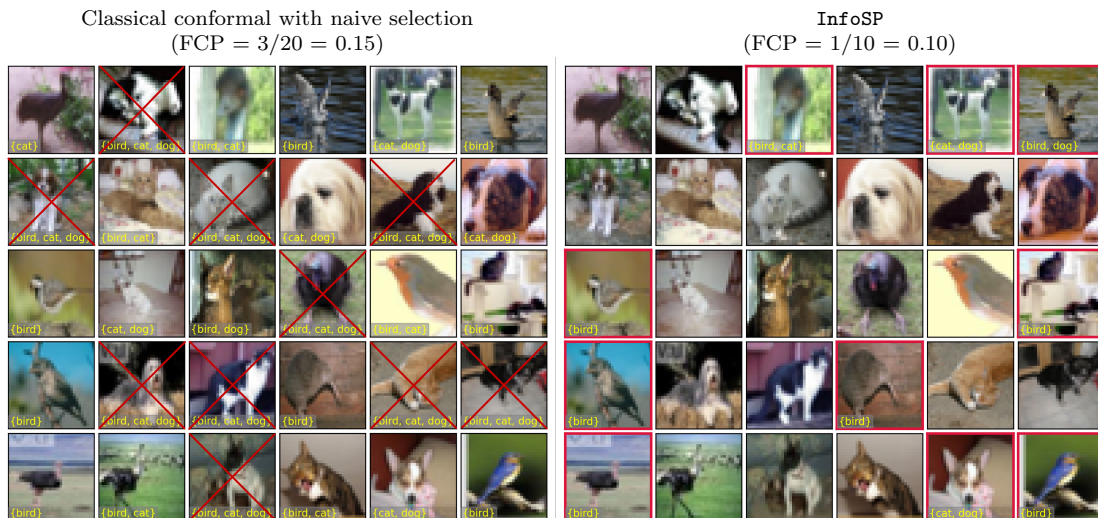 Classical conformal with naive selection
(FCP = 3/20 = 0.15)
{cat} {bird, cat, dog} {bird, cat} {bird} {cat, dog} {bird}
{bird, cat, dog} {bird, cat} {bird, cat, dog} {cat, dog} {bird, cat, dog} {cat, dog}
{bird} {cat, dog} {bird, dog} {bird, cat, dog} {bird, cat} {bird}
{bird} {bird, cat, dog} {bird, cat, dog} {bird} {bird, cat, dog} {bird, cat, dog}
{bird} {bird, cat} {bird, cat, dog} {bird, cat} {cat, dog} {bird}
InfoSP
(FCP = 1/10 = 0.10)
{bird, cat} {cat, dog} {bird, dog}
{bird} {bird}
{bird} {bird}
{bird} {cat, dog} {bird}